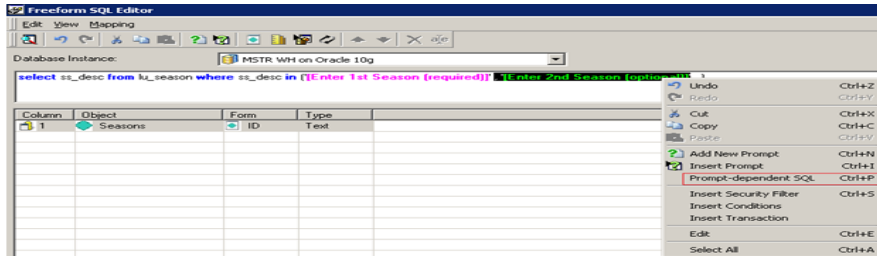 Freeform SQL Editor
Edit View Mapping
Database Instance: MSTR WH on Oracle 10g
select ss_desc from lu_season where ss_desc in ('[Enter 1st Season (required)]' ,'[Enter 2nd Season (optional)]' )
Undo Ctrl+Z
Redo Ctrl+Y
Cut Ctrl+X
Copy Ctrl+C
Paste Ctrl+V
Add New Prompt Ctrl+N
Insert Prompt Ctrl+I
Prompt-dependent SQL Ctrl+P
Insert Security Filter Ctrl+S
Insert Conditions
Insert Transaction
Edit Ctrl+E
Select All Ctrl+A
Column Object Form Type
1 Seasons ID Text